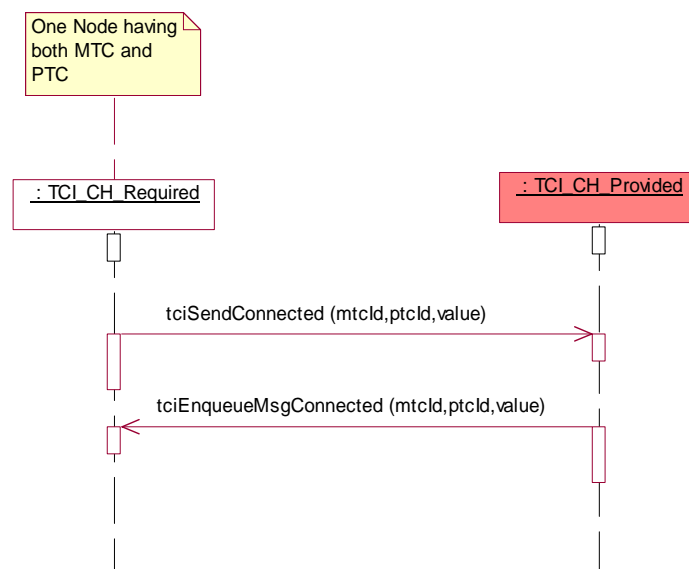 One Node having
both MTC and
PTC
: TCI_CH_Required
: TCI_CH_Provided
tciSendConnected (mtcId,ptcId,value)
tciEnqueueMsgConnected (mtcId,ptcId,value)